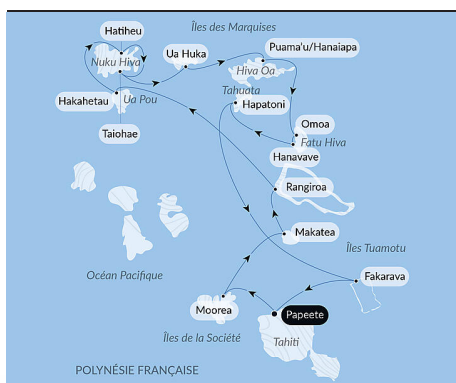 Îles des Marquises
Hatiheu
Ua Huka
Puama'u/Hanaiapa
Nuku Hiva
Hiva Oa
Tahuata
Hakahetau
Ua Pou
Hapatoni
Omoa
Taiohae
Fatu Hiva
Hanavave
Rangiroa
Makatea
Îles Tuamotu
Océan Pacifique
Fakarava
Moorea
Papeete
Îles de la Société
Tahiti
POLYNÉSIE FRANÇAISE